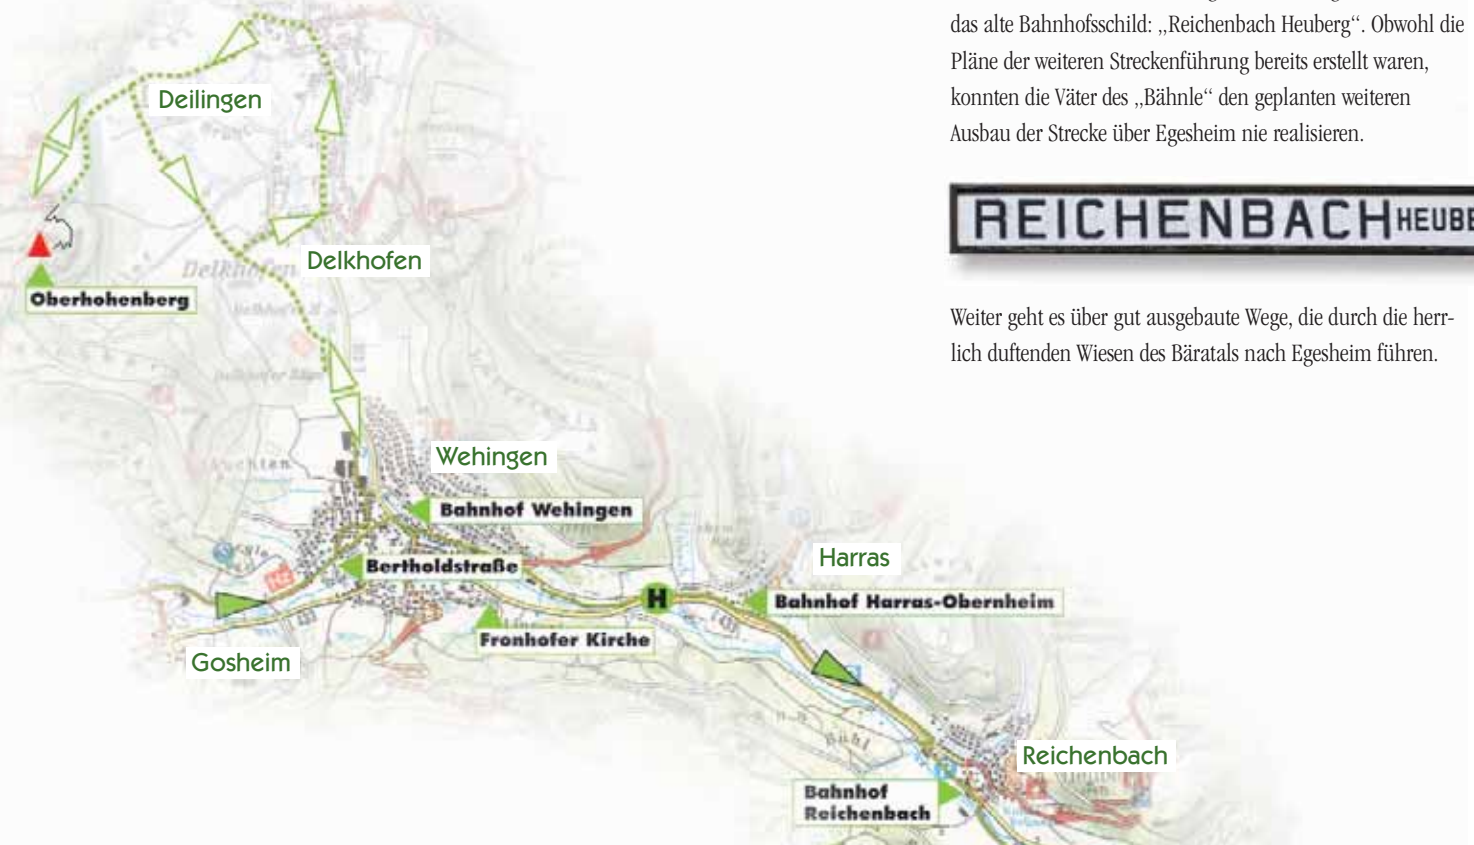 das alte Bahnhofsschild: „Reichenbach Heuberg“. Obwohl die
Pläne der weiteren Streckenführung bereits erstellt waren,
konnten die Väter des „Bähnle“ den geplanten weiteren
Ausbau der Strecke über Egesheim nie realisieren.
REICHENBACH HEUBE
Weiter geht es über gut ausgebaute Wege, die durch die herr-
lich duftenden Wiesen des Bäratals nach Egesheim führen.
Deilingen
Delkhofen
Delkhofen
Oberhohenberg
Wehingen
Bahnhof Wehingen
Bertholdstraße
Harras
H
Bahnhof Harras-Obernheim
Fronhofer Kirche
Gosheim
Bühl
Reichenbach
Bahnhof
Reichenbach